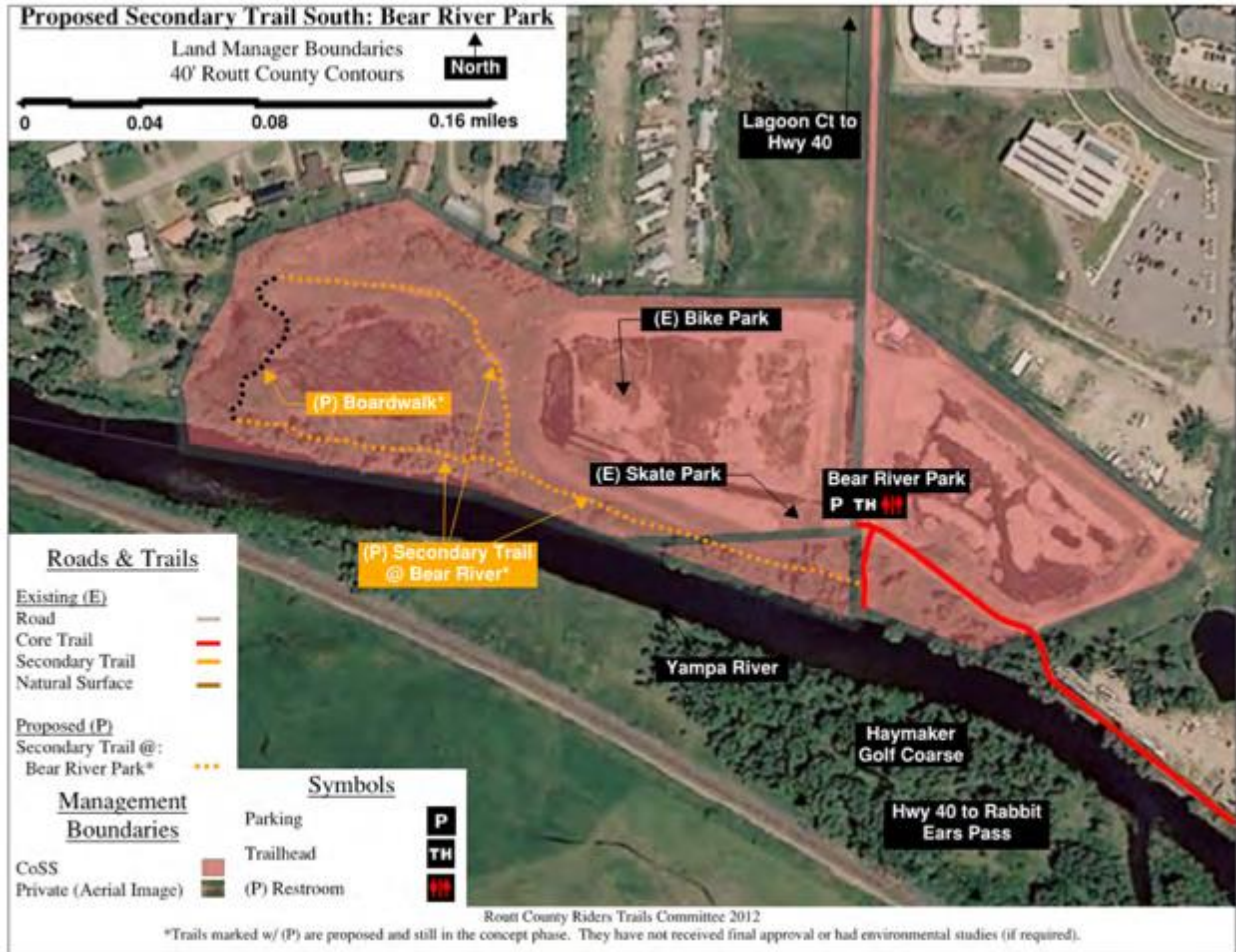 Proposed Secondary Trail South: Bear River Park
Land Manager Boundaries
40' Routt County Contours
North
0 0.04 0.08 0.16 miles
Lagoon Ct to
Hwy 40
(E) Bike Park
(P) Boardwalk*
(E) Skate Park
Bear River Park
P TH
(P) Secondary Trail
@ Bear River*
Yampa River
Haymaker
Golf Coarse
Hwy 40 to Rabbit
Ears Pass
Roads & Trails
Existing (E)
Road
Core Trail
Secondary Trail
Natural Surface
Proposed (P)
Secondary Trail @:
Bear River Park*
Management
Boundaries
CoSS
Private (Aerial Image)
Symbols
Parking P
Trailhead TH
(P) Restroom
Routt County Riders Trails Committee 2012
*Trails marked w/ (P) are proposed and still in the concept phase. They have not received final approval or had environmental studies (if required).